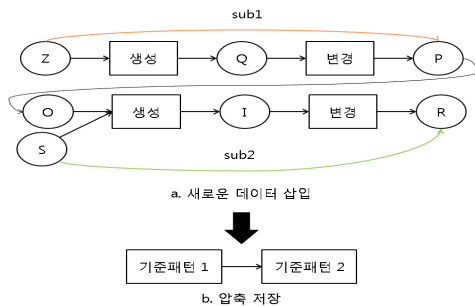 sub1
Z 생성 Q 변경 P
O 생성 I 변경 R
S
sub2
a. 새로운 데이터 삽입
기준패턴 1 기준패턴 2
b. 압축 저장